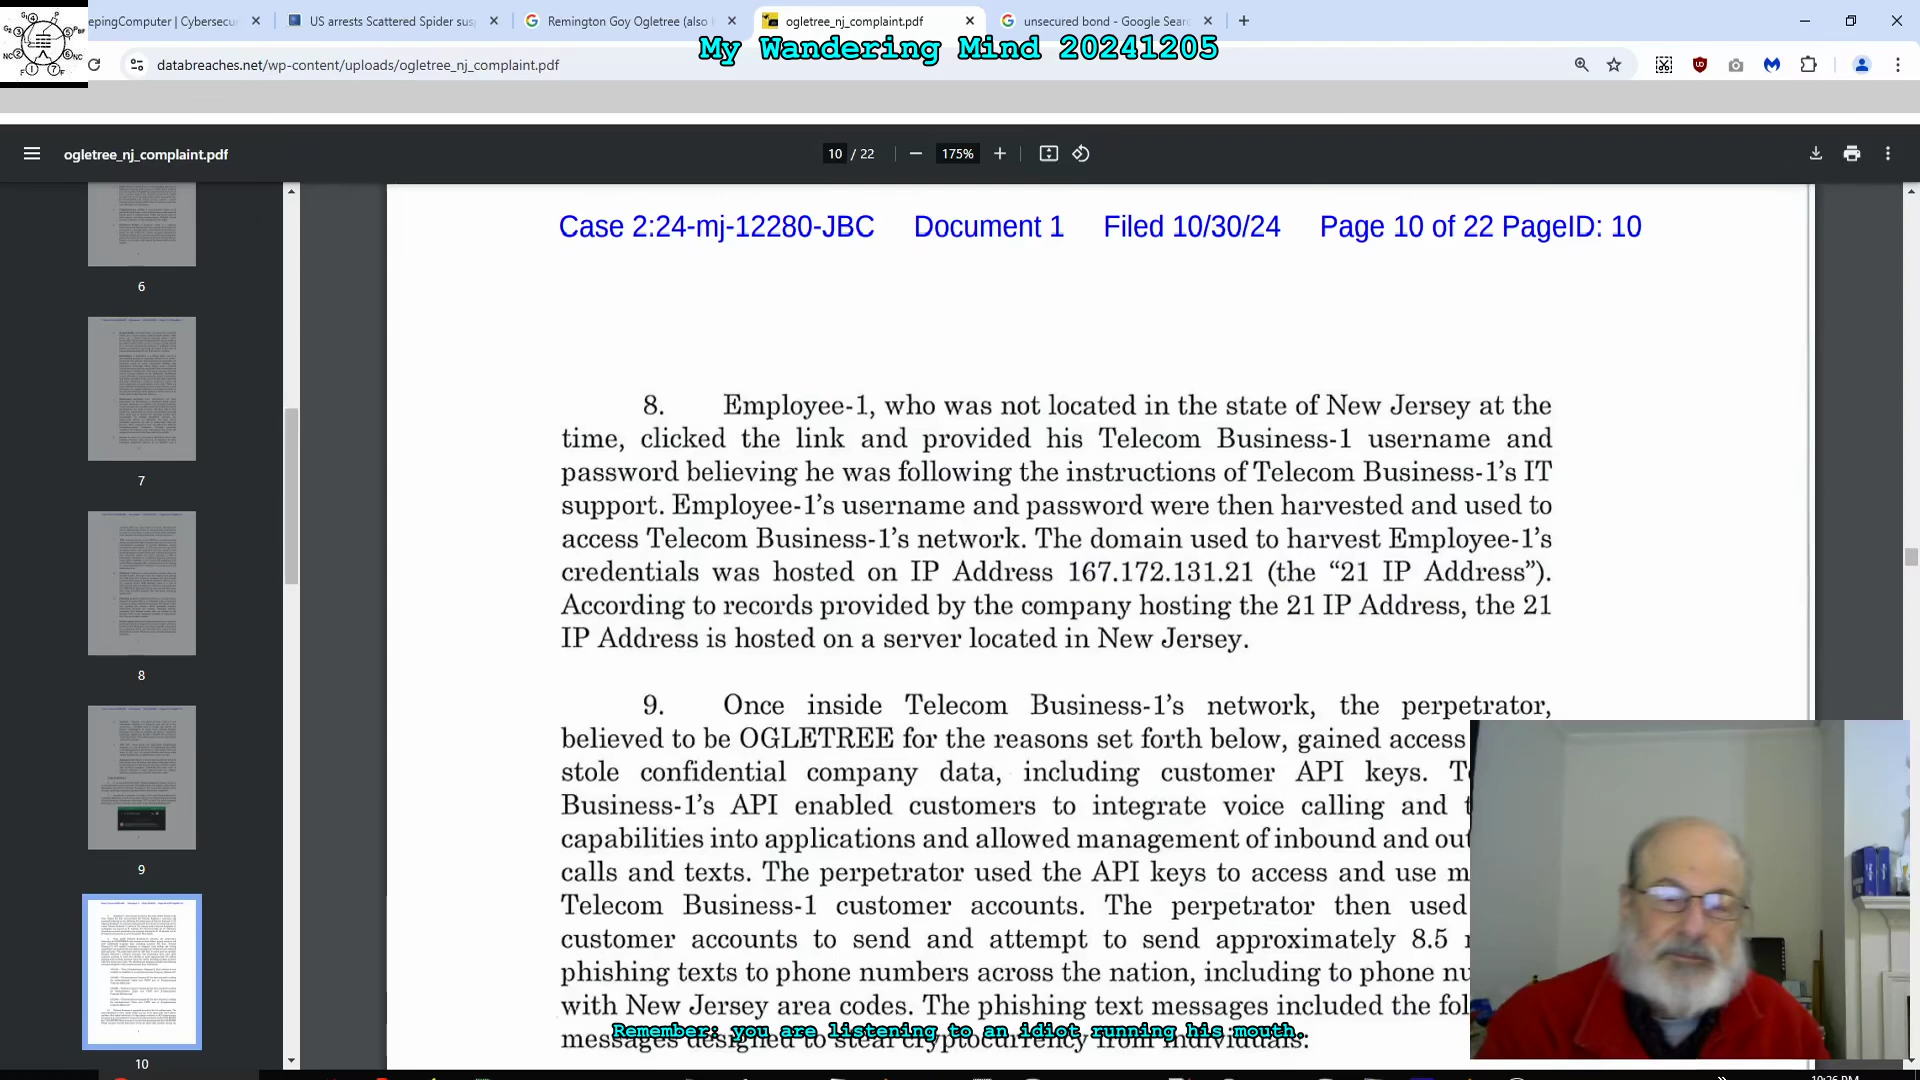 epingComputer | Cybersecu
US arrests Scattered Spider sus
Remington Goy Ogletree (also
ogletree_nj_complaint.pdf
unsecured bond - Google Sear
My Wandering Mind 20241205
databreaches.net/wp-content/uploads/ogletree_nj_complaint.pdf
ogletree_nj_complaint.pdf
10 / 22
175%
6
7
8
9
10
Case 2:24-mj-12280-JBC Document 1 Filed 10/30/24 Page 10 of 22 PageID: 10
8. Employee-1, who was not located in the state of New Jersey at the
time, clicked the link and provided his Telecom Business-1 username and
password believing he was following the instructions of Telecom Business-1’s IT
support. Employee-1’s username and password were then harvested and used to
access Telecom Business-1’s network. The domain used to harvest Employee-1’s
credentials was hosted on IP Address 167.172.131.21 (the “21 IP Address”).
According to records provided by the company hosting the 21 IP Address, the 21
IP Address is hosted on a server located in New Jersey.
9. Once inside Telecom Business-1’s network, the perpetrator,
believed to be OGLETREE for the reasons set forth below, gained access
stole confidential company data, including customer API keys. T
Business-1’s API enabled customers to integrate voice calling and t
capabilities into applications and allowed management of inbound and out
calls and texts. The perpetrator used the API keys to access and use m
Telecom Business-1 customer accounts. The perpetrator then used
customer accounts to send and attempt to send approximately 8.5
phishing texts to phone numbers across the nation, including to phone nu
with New Jersey area codes. The phishing text messages included the fol
messages designed to steal cryptocurrency from individuals:
Remember: you are listening to an idiot running his mouth.